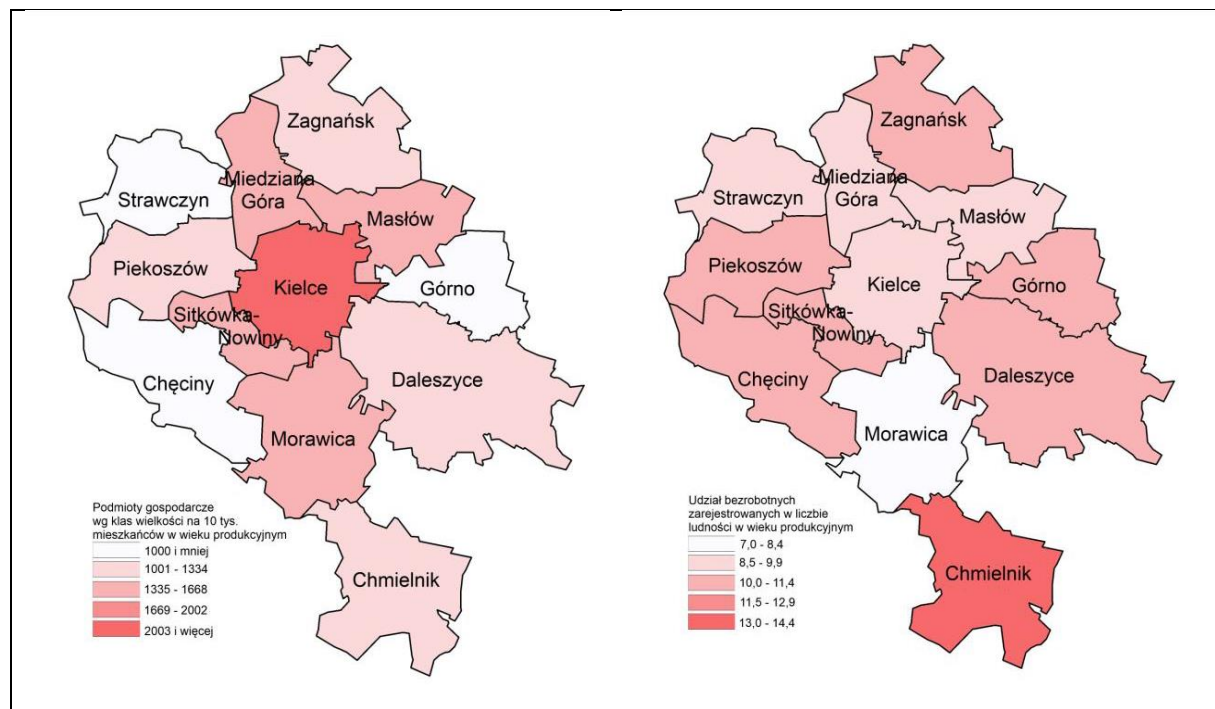 Zagnańsk
Miedziana
Góra
Strawczyn
Masłów
Piekoszów
Kielce
Górno
Sitkówka-
Nowiny
Chęciny
Daleszyce
Morawica
Podmioty gospodarcze
wg klas wielkości na 10 tys.
mieszkańców w wieku produkcyjnym
1000 i mniej
1001 - 1334
1335 - 1668
1669 - 2002
2003 i więcej
Chmielnik
Zagnańsk
Miedziana
Góra
Strawczyn
Masłów
Piekoszów
Kielce
Górno
Sitkówka-
Nowiny
Chęciny
Daleszyce
Morawica
Udział bezrobotnych
zarejestrowanych w liczbie
ludności w wieku produkcyjnym
7,0 - 8,4
8,5 - 9,9
10,0 - 11,4
11,5 - 12,9
13,0 - 14,4
Chmielnik